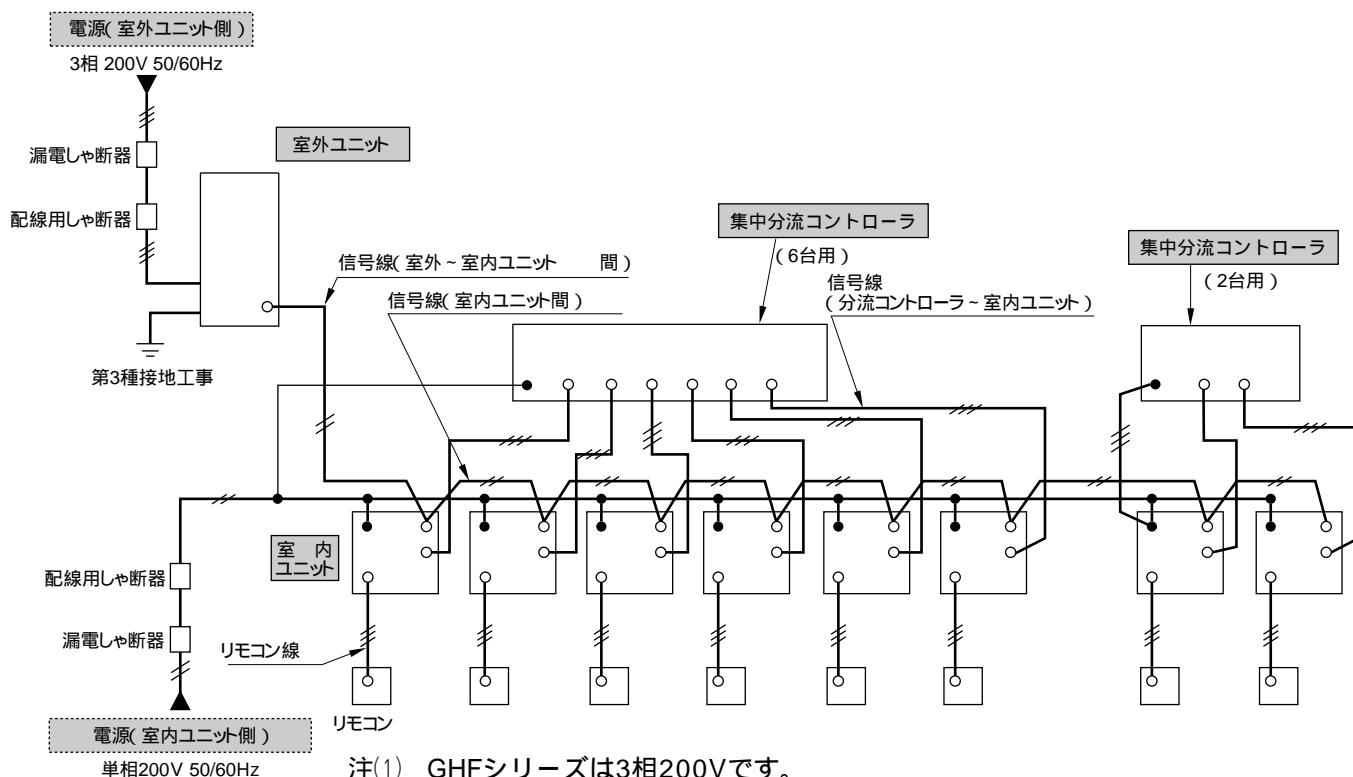 電源(室外ユニット側)
3相 200V 50/60Hz
漏電しゃ断器
配線用しゃ断器
室外ユニット
第3種接地工事
信号線(室外~室内ユニット 間)
信号線(室内ユニット間)
集中分流コントローラ
(6台用)
信号線
(分流コントローラ~室内ユニット)
集中分流コントローラ
(2台用)
室 内
ユニット
配線用しゃ断器
漏電しゃ断器
リモコン線
リモコン
電源(室内ユニット側)
単相200V 50/60Hz
注(1) GHFシリーズは3相200Vです。